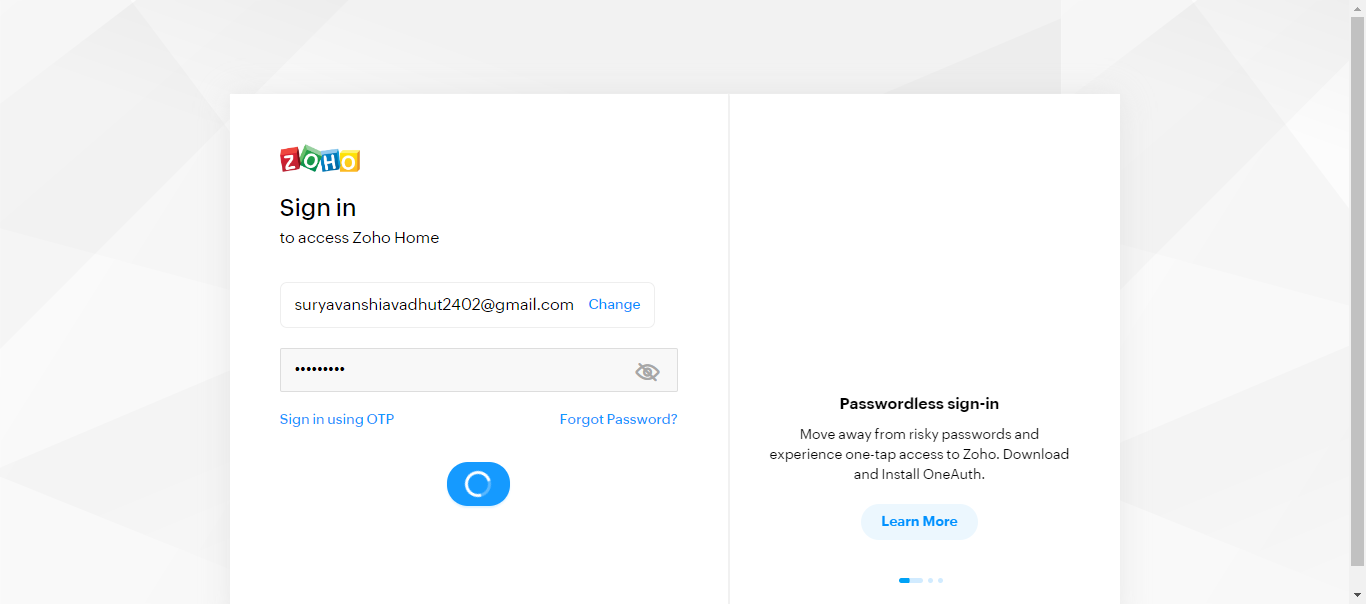 ZOHO
Sign in
to access Zoho Home
suryavanshiavadhut2402@gmail.com Change
•••••••••
Sign in using OTP Forgot Password?
Passwordless sign-in
Move away from risky passwords and
experience one-tap access to Zoho. Download
and Install OneAuth.
Learn More